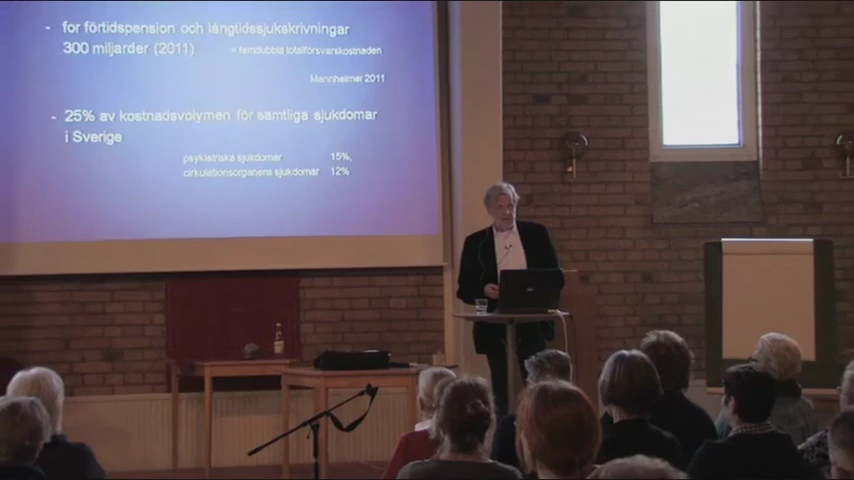 - for förtidspension och långtidssjukskrivningar
300 miljarder (2011) = femdubbla totalförsvarskostnaden
Mannheimer 2011
- 25% av kostnadsvolymen för samtliga sjukdomar
i Sverige
psykiatriska sjukdomar 15%,
cirkulationsorganens sjukdomar 12%